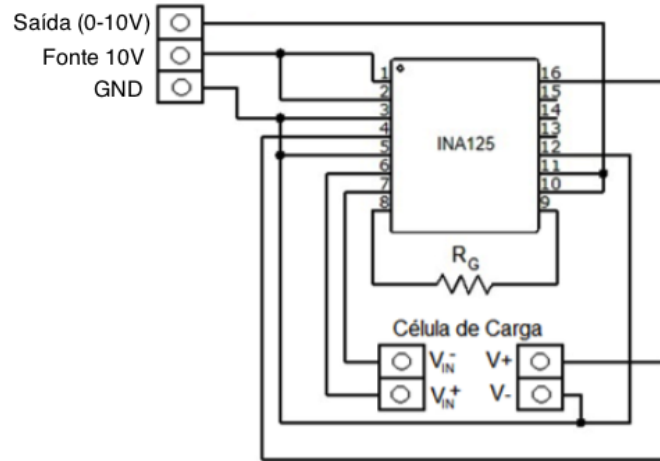 Saída (0-10V)
Fonte 10V
GND
1
2
3
4
5
6
7
8
INA125
16
15
14
13
12
11
10
9
R_G
Célula de Carga
V_IN^- V+
V_IN^+ V-